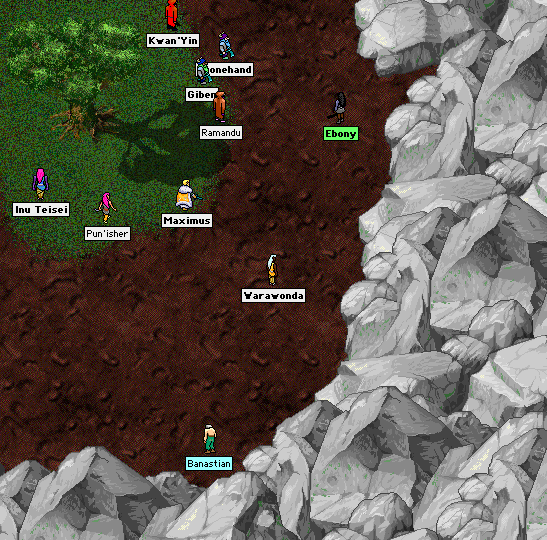 Kwan'Yin
onehand
Giben
Ramandu
Ebony
Inu Teisei
Maximus
Pun'isher
Warawonda
Banastian